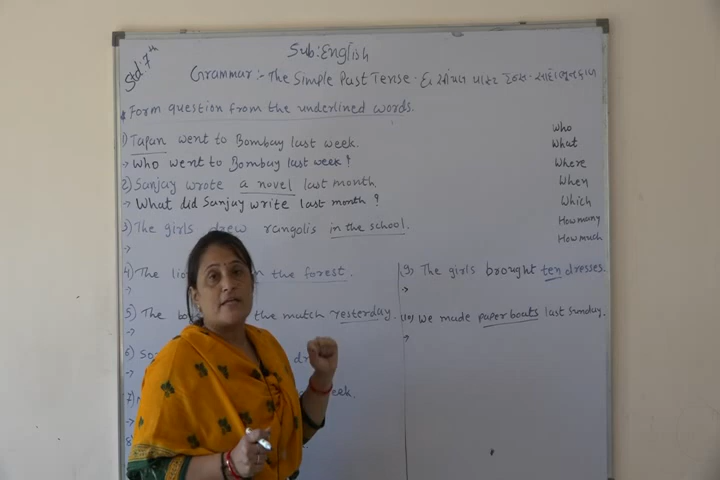 Std: 7th
Sub: English
Grammar:- The Simple Past Tense. ધ સીમ્પલ પાસ્ટ ટેન્સ - સાદો ભૂતકાળ
* Form question from the underlined words.
1) Tapan went to Bombay last week.
→ Who went to Bombay last week?
2) Sanjay wrote a novel last month
→ What did Sanjay write last month?
3) The girls drew rangolis in the school.
→
4) The in the forest.
→
5) The the match yesterday.
→
6)
→
7)
→
8)
Who
What
Where
When
Which
How many
How much
(9) The girls brought ten dresses.
→
(10) We made paper boats last Sunday.
→